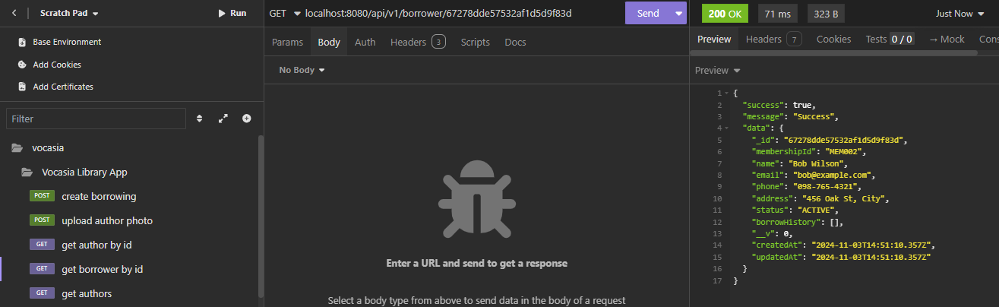 Scratch Pad
Run
Base Environment
Add Cookies
Add Certificates
Filter
vocasia
Vocasia Library App
POST create borrowing
POST upload author photo
GET get author by id
GET get borrower by id
GET get authors
GET localhost:8080/api/v1/borrower/67278dde57532af1d5d9f83d Send
Params Body Auth Headers 3 Scripts Docs
No Body
Enter a URL and send to get a response
Select a body type from above to send data in the body of a request
200 OK 71 ms 323 B Just Now
Preview Headers 7 Cookies Tests 0 / 0 → Mock Cons
Preview
1 {
2 "success": true,
3 "message": "Success",
4 "data": {
5 "_id": "67278dde57532af1d5d9f83d",
6 "membershipId": "MEM002",
7 "name": "Bob Wilson",
8 "email": "bob@example.com",
9 "phone": "098-765-4321",
10 "address": "456 Oak St, City",
11 "status": "ACTIVE",
12 "borrowHistory": [],
13 "__v": 0,
14 "createdAt": "2024-11-03T14:51:10.357Z",
15 "updatedAt": "2024-11-03T14:51:10.357Z"
16 }
17 }